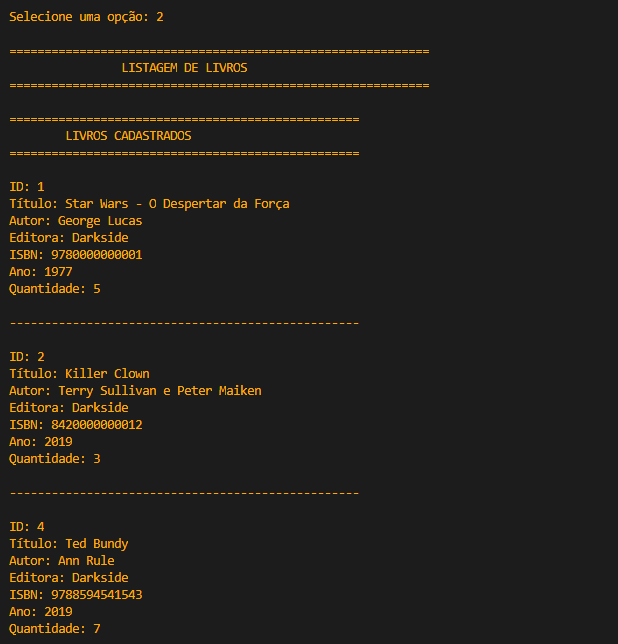 Selecione uma opção: 2
============================================================
LISTAGEM DE LIVROS
============================================================
==================================================
LIVROS CADASTRADOS
==================================================
ID: 1
Título: Star Wars - O Despertar da Força
Autor: George Lucas
Editora: Darkside
ISBN: 9780000000001
Ano: 1977
Quantidade: 5
--------------------------------------------------
ID: 2
Título: Killer Clown
Autor: Terry Sullivan e Peter Maiken
Editora: Darkside
ISBN: 8420000000012
Ano: 2019
Quantidade: 3
--------------------------------------------------
ID: 4
Título: Ted Bundy
Autor: Ann Rule
Editora: Darkside
ISBN: 9788594541543
Ano: 2019
Quantidade: 7